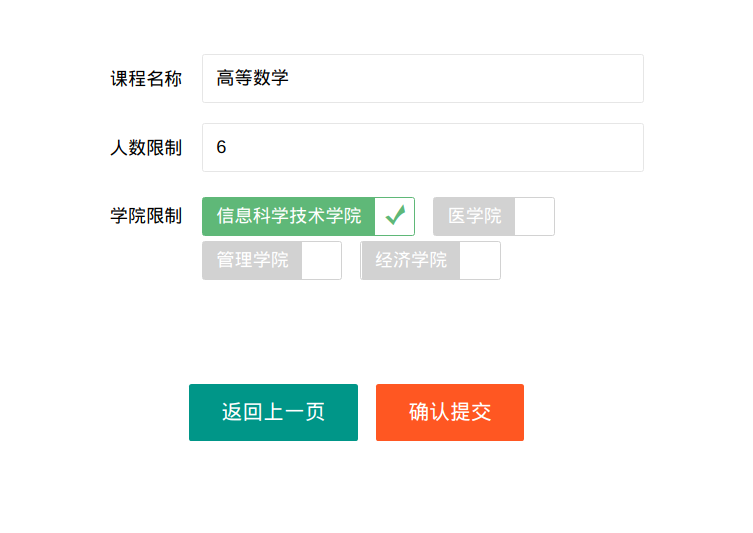 课程名称 高等数学
人数限制 6
学院限制 信息科学技术学院 医学院
管理学院 经济学院
返回上一页 确认提交